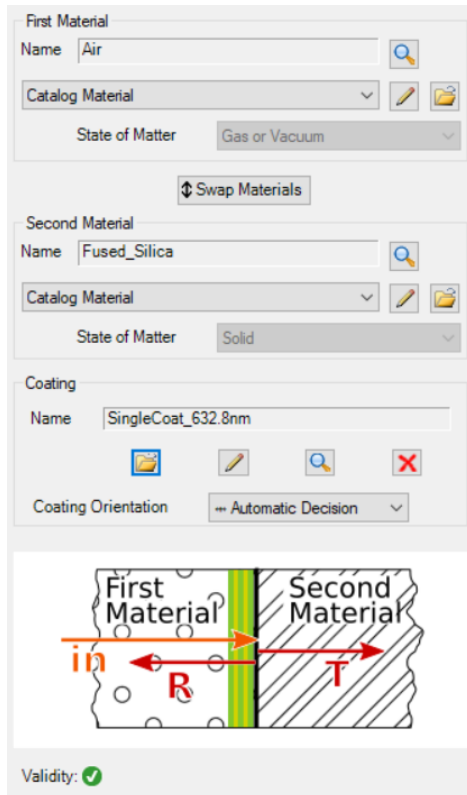 First Material
Name Air
Catalog Material
State of Matter Gas or Vacuum
Swap Materials
Second Material
Name Fused_Silica
Catalog Material
State of Matter Solid
Coating
Name SingleCoat_632.8nm
Coating Orientation Automatic Decision
First Second
Material Material
in R T
Validity: